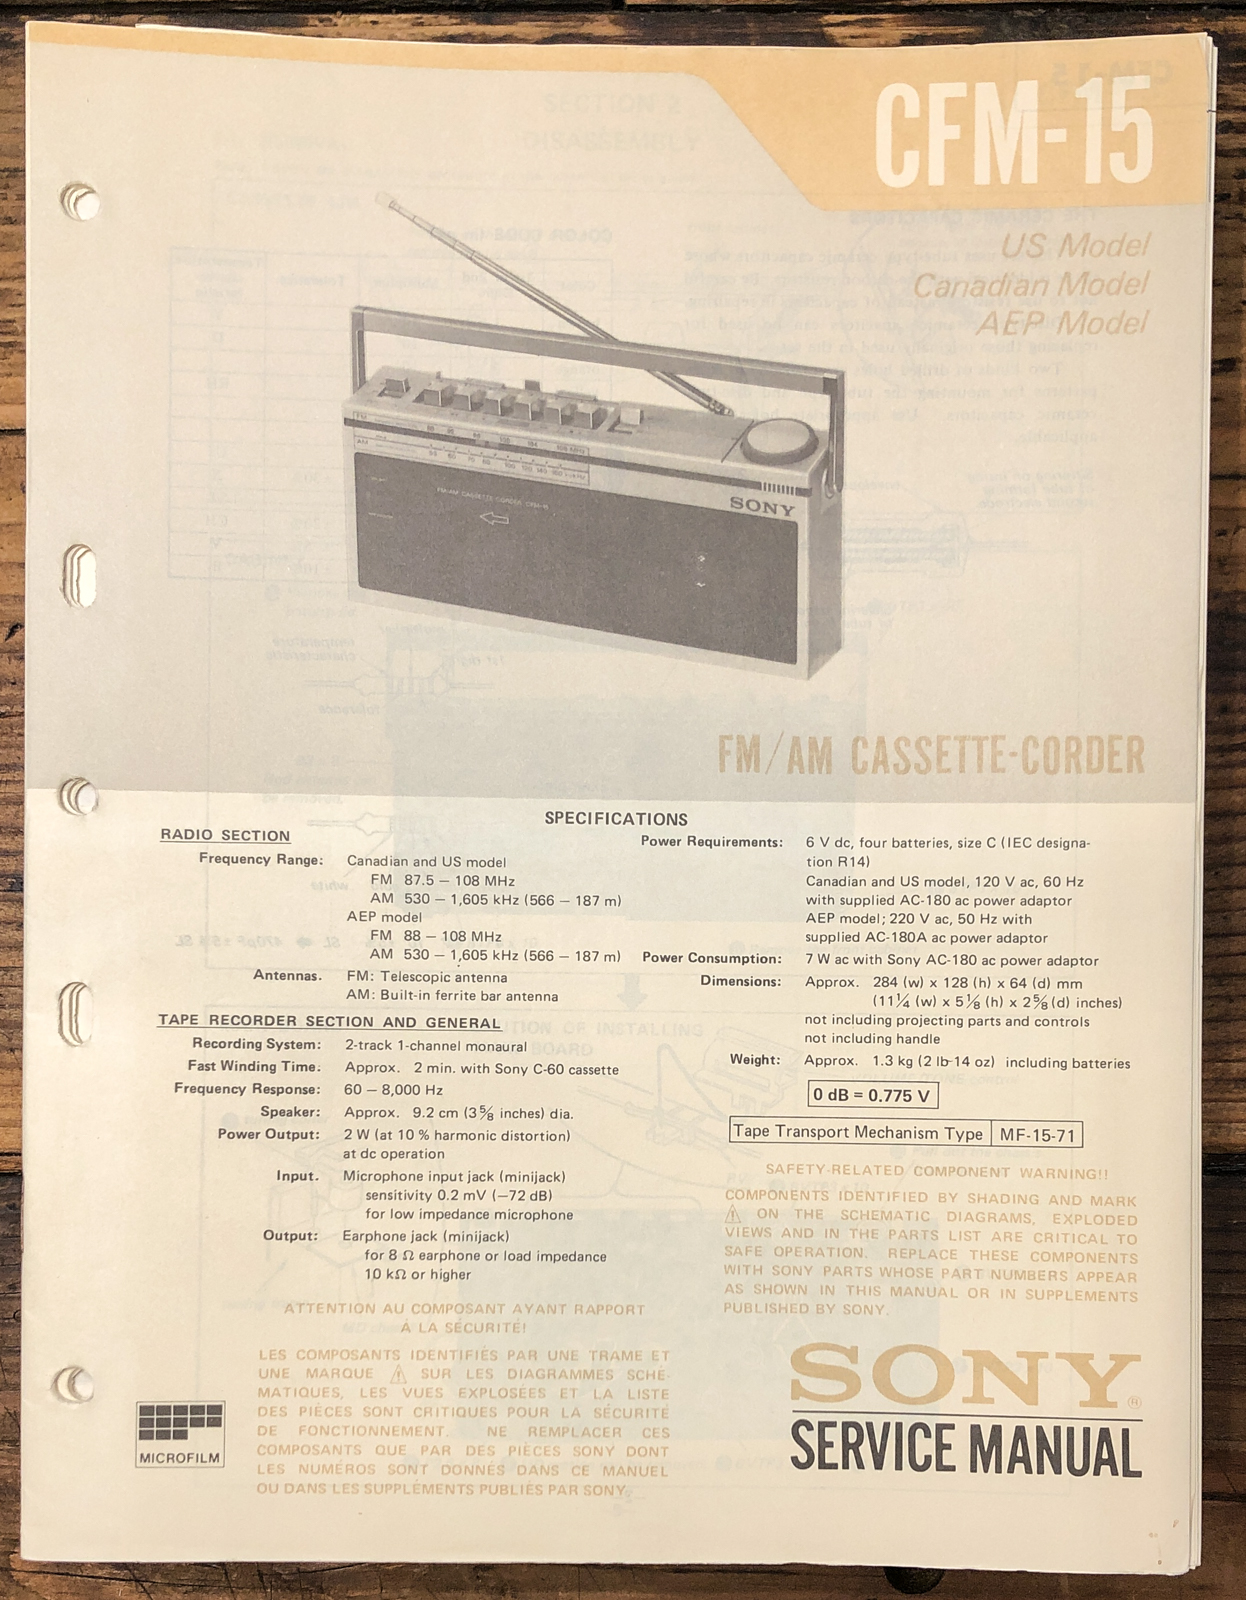 CFM-15
US Model
Canadian Model
AEP Model
SONY
FM/AM CASSETTE-CORDER
SPECIFICATIONS
RADIO SECTION
Frequency Range: Canadian and US model
FM 87.5 – 108 MHz
AM 530 – 1,605 kHz (566 – 187 m)
AEP model
FM 88 – 108 MHz
AM 530 – 1,605 kHz (566 – 187 m)
Antennas. FM: Telescopic antenna
AM: Built-in ferrite bar antenna
TAPE RECORDER SECTION AND GENERAL
Recording System: 2-track 1-channel monaural
Fast Winding Time: Approx. 2 min. with Sony C-60 cassette
Frequency Response: 60 – 8,000 Hz
Speaker: Approx. 9.2 cm (3 5/8 inches) dia.
Power Output: 2 W (at 10 % harmonic distortion)
at dc operation
Input. Microphone input jack (minijack)
sensitivity 0.2 mV (–72 dB)
for low impedance microphone
Output: Earphone jack (minijack)
for 8 Ω earphone or load impedance
10 kΩ or higher
Power Requirements: 6 V dc, four batteries, size C (IEC designa-
tion R14)
Canadian and US model, 120 V ac, 60 Hz
with supplied AC-180 ac power adaptor
AEP model; 220 V ac, 50 Hz with
supplied AC-180A ac power adaptor
Power Consumption: 7 W ac with Sony AC-180 ac power adaptor
Dimensions: Approx. 284 (w) x 128 (h) x 64 (d) mm
(11 1/4 (w) x 5 1/8 (h) x 2 5/8 (d) inches)
not including projecting parts and controls
not including handle
Weight: Approx. 1.3 kg (2 lb 14 oz) including batteries
0 dB = 0.775 V
Tape Transport Mechanism Type MF-15-71
SAFETY-RELATED COMPONENT WARNING!!
COMPONENTS IDENTIFIED BY SHADING AND MARK
⚠ ON THE SCHEMATIC DIAGRAMS, EXPLODED
VIEWS AND IN THE PARTS LIST ARE CRITICAL TO
SAFE OPERATION. REPLACE THESE COMPONENTS
WITH SONY PARTS WHOSE PART NUMBERS APPEAR
AS SHOWN IN THIS MANUAL OR IN SUPPLEMENTS
PUBLISHED BY SONY.
ATTENTION AU COMPOSANT AYANT RAPPORT
Á LA SÉCURITÉ!
LES COMPOSANTS IDENTIFIÉS PAR UNE TRAME ET
UNE MARQUE ⚠ SUR LES DIAGRAMMES SCHÉ-
MATIQUES, LES VUES EXPLOSÉES ET LA LISTE
DES PIÈCES SONT CRITIQUES POUR LA SÉCURITÉ
DE FONCTIONNEMENT. NE REMPLACER CES
COMPOSANTS QUE PAR DES PIÈCES SONY DONT
LES NUMÉROS SONT DONNÉS DANS CE MANUEL
OU DANS LES SUPPLÉMENTS PUBLIÉS PAR SONY.
MICROFILM
SONY®
SERVICE MANUAL